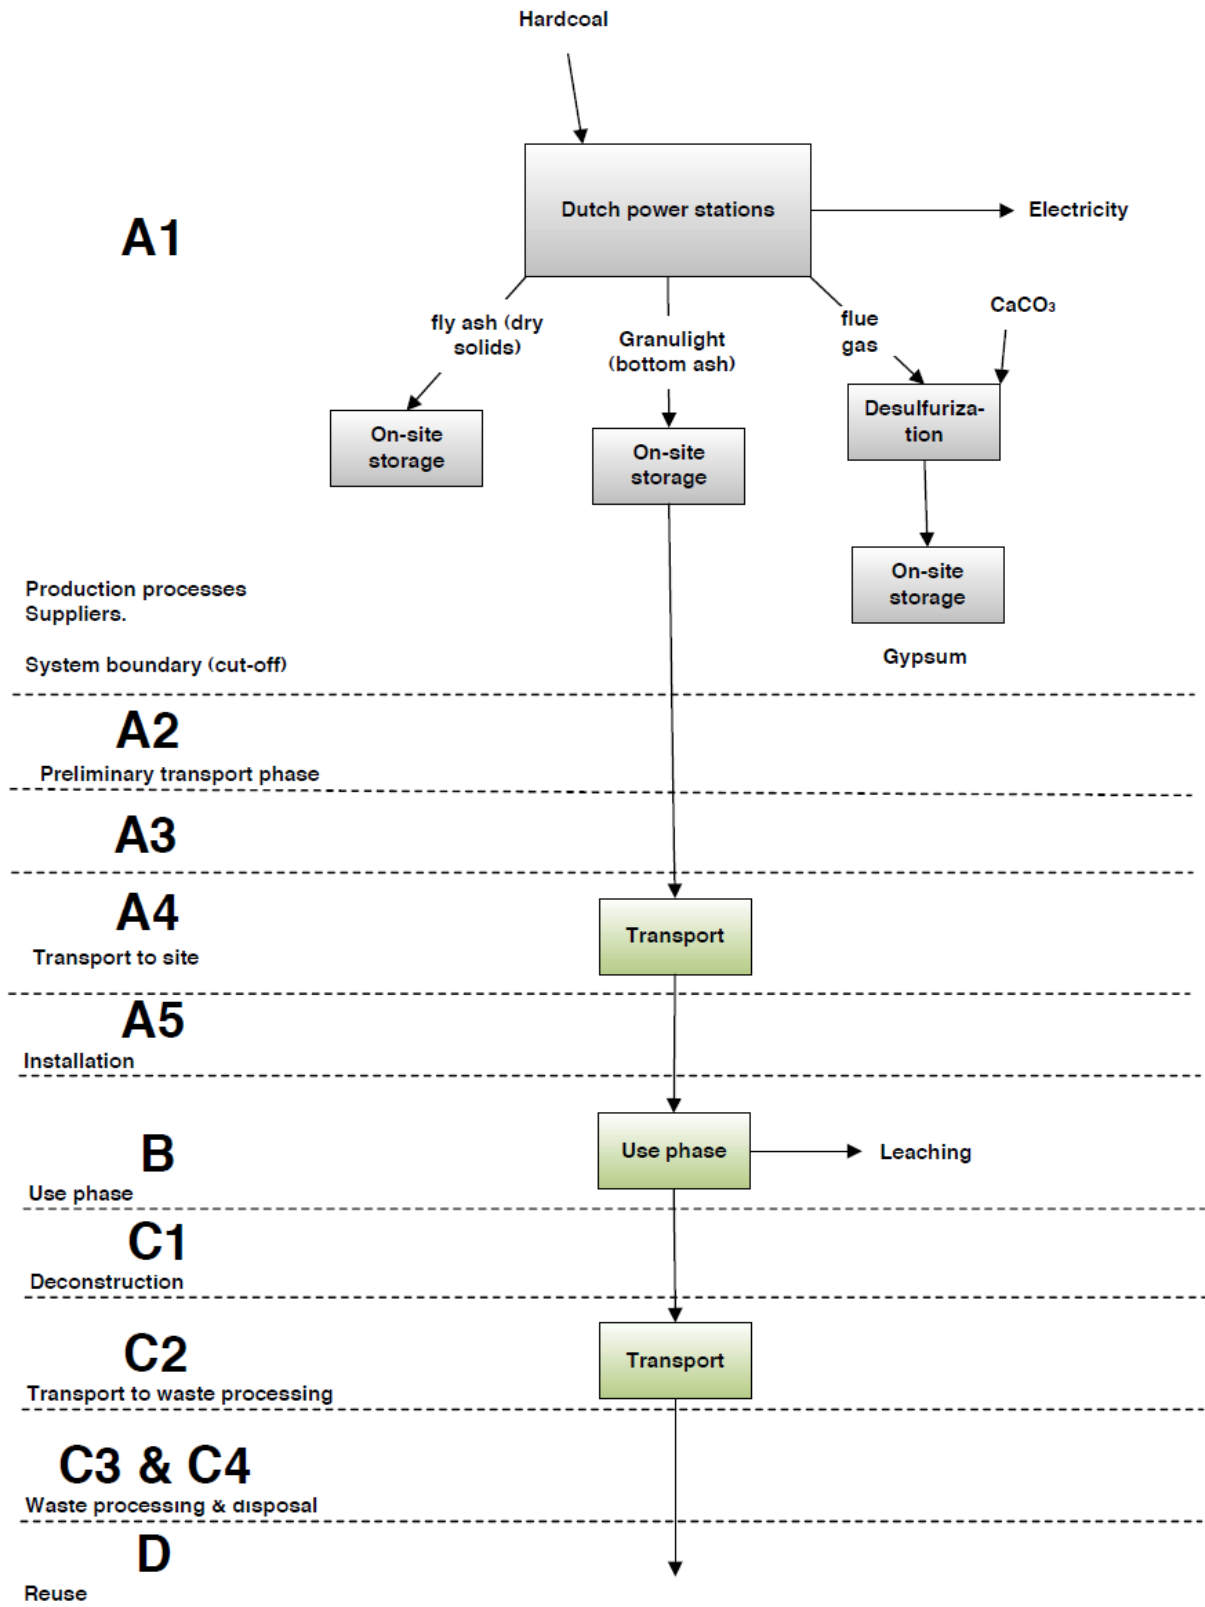 Hardcoal
Dutch power stations
Electricity
A1
fly ash (dry
solids)
Granulight
(bottom ash)
flue
gas
CaCO₃
On-site
storage
On-site
storage
Desulfuriza-
tion
On-site
storage
Gypsum
Production processes
Suppliers.
System boundary (cut-off)
A2
Preliminary transport phase
A3
A4
Transport to site
Transport
A5
Installation
B
Use phase
Use phase
Leaching
C1
Deconstruction
C2
Transport to waste processing
Transport
C3 & C4
Waste processing & disposal
D
Reuse